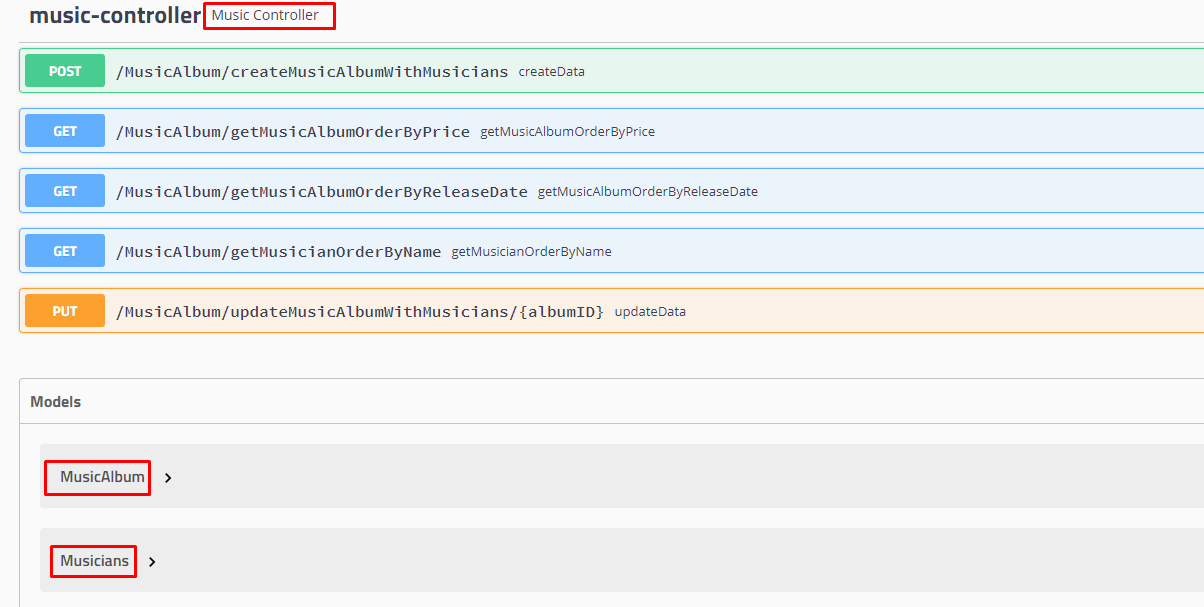 music-controller Music Controller
POST /MusicAlbum/createMusicAlbumWithMusicians createData
GET /MusicAlbum/getMusicAlbumOrderByPrice getMusicAlbumOrderByPrice
GET /MusicAlbum/getMusicAlbumOrderByReleaseDate getMusicAlbumOrderByReleaseDate
GET /MusicAlbum/getMusicianOrderByName getMusicianOrderByName
PUT /MusicAlbum/updateMusicAlbumWithMusicians/{albumID} updateData
Models
MusicAlbum
Musicians